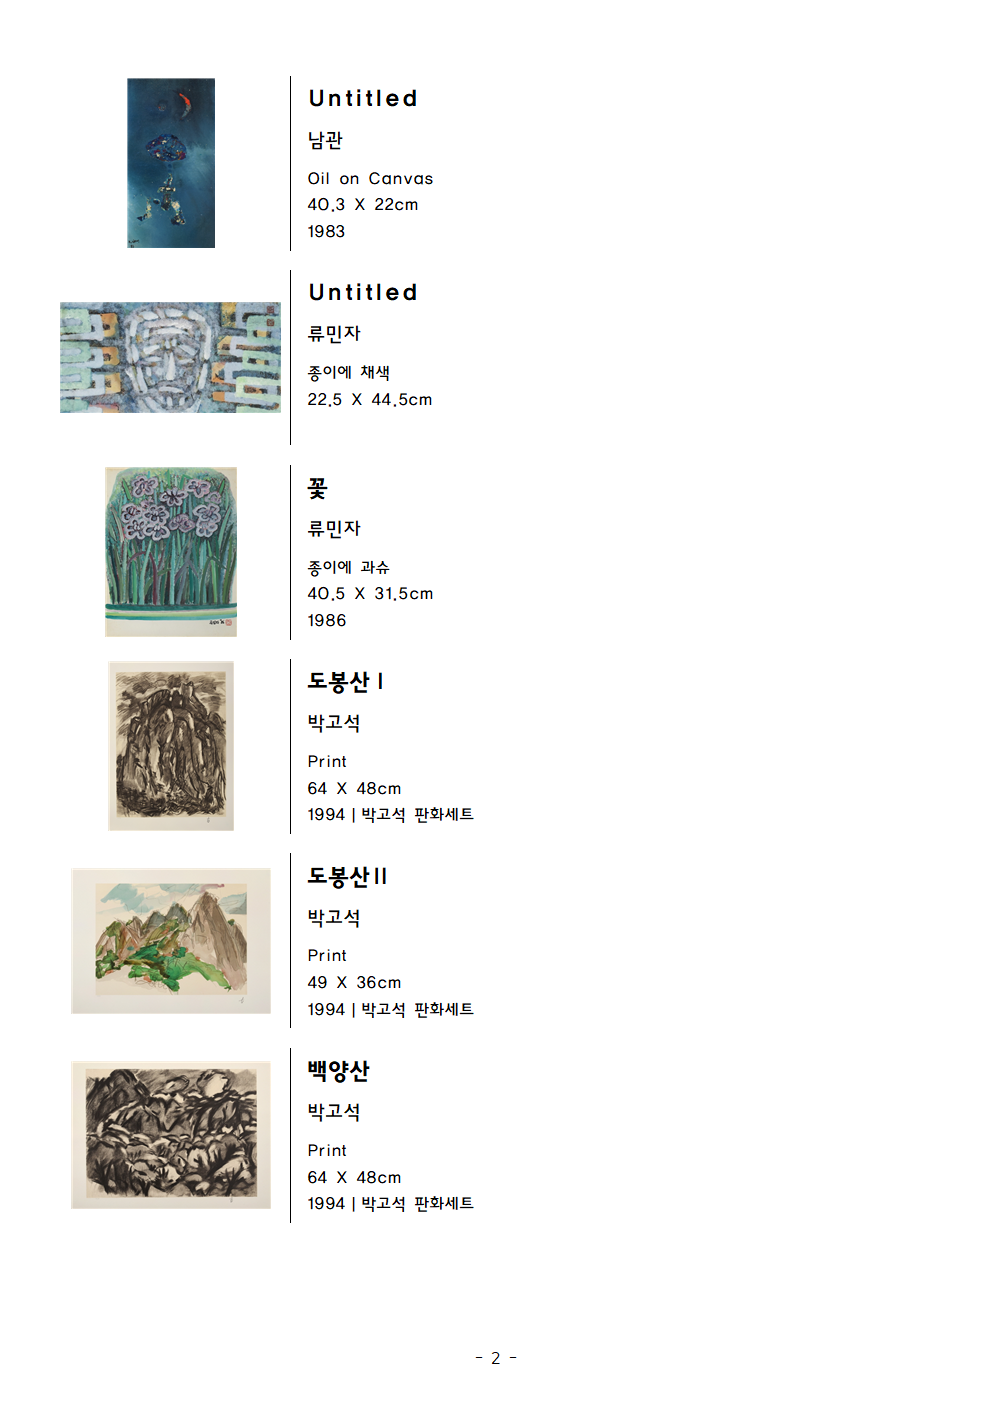 Untitled
남관
Oil on Canvas
40.3 X 22cm
1983
Untitled
류민자
종이에 채색
22.5 X 44.5cm
꽃
류민자
종이에 과슈
40.5 X 31.5cm
1986
도봉산 I
박고석
Print
64 X 48cm
1994 | 박고석 판화세트
도봉산 II
박고석
Print
49 X 36cm
1994 | 박고석 판화세트
백양산
박고석
Print
64 X 48cm
1994 | 박고석 판화세트
- 2 -